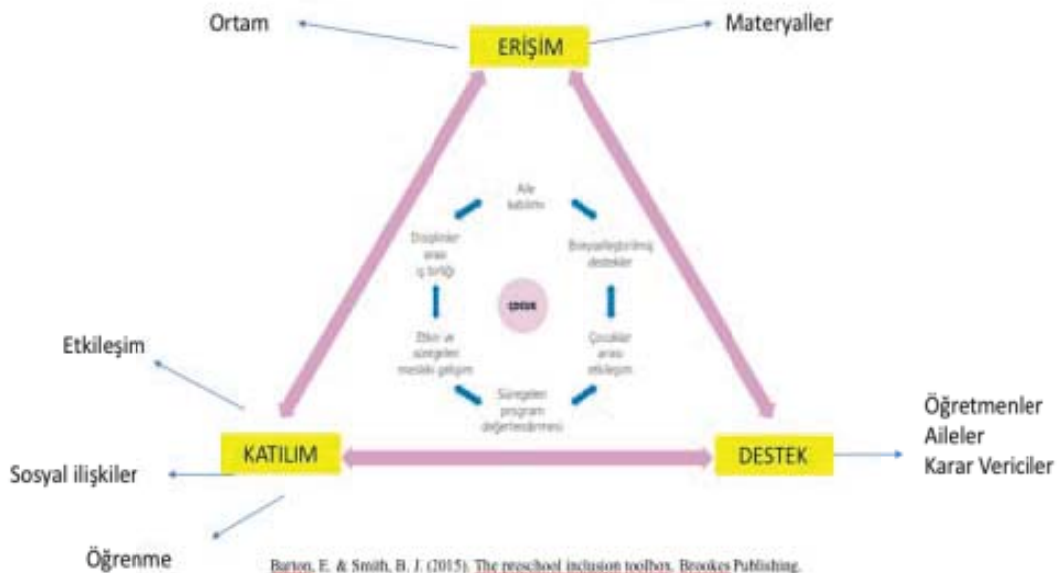 Ortam
ERİŞİM
Materyaller
Aile
katılımı
Disiplinler
arası
iş birliği
Bireyselleştirilmiş
destekler
ÇOCUK
Etkin ve
süregelen
mesleki gelişim
Çocuklar
arası
etkileşim
Süregelen
program
değerlendirmesi
Etkileşim
KATILIM
DESTEK
Öğretmenler
Aileler
Karar Vericiler
Sosyal ilişkiler
Öğrenme
Barton, E. & Smith, B. J. (2015). The preschool inclusion toolbox. Brookes Publishing.